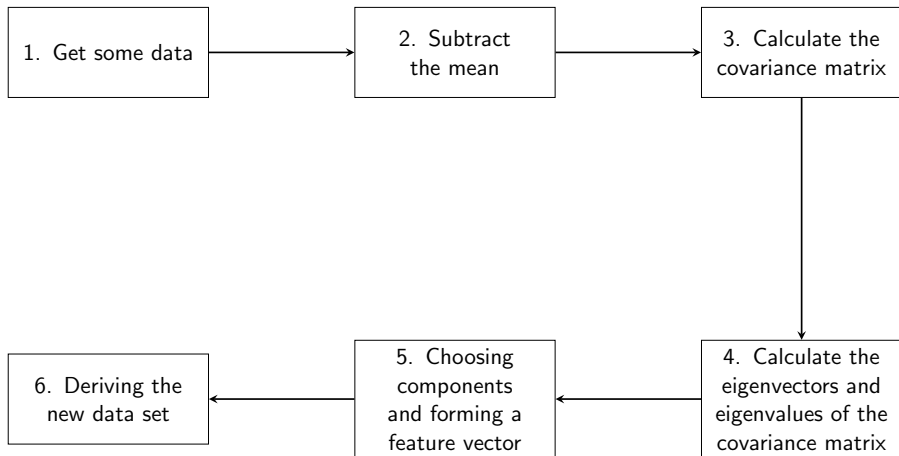 1. Get some data
2. Subtract
the mean
3. Calculate the
covariance matrix
4. Calculate the
eigenvectors and
eigenvalues of the
covariance matrix
5. Choosing
components
and forming a
feature vector
6. Deriving the
new data set